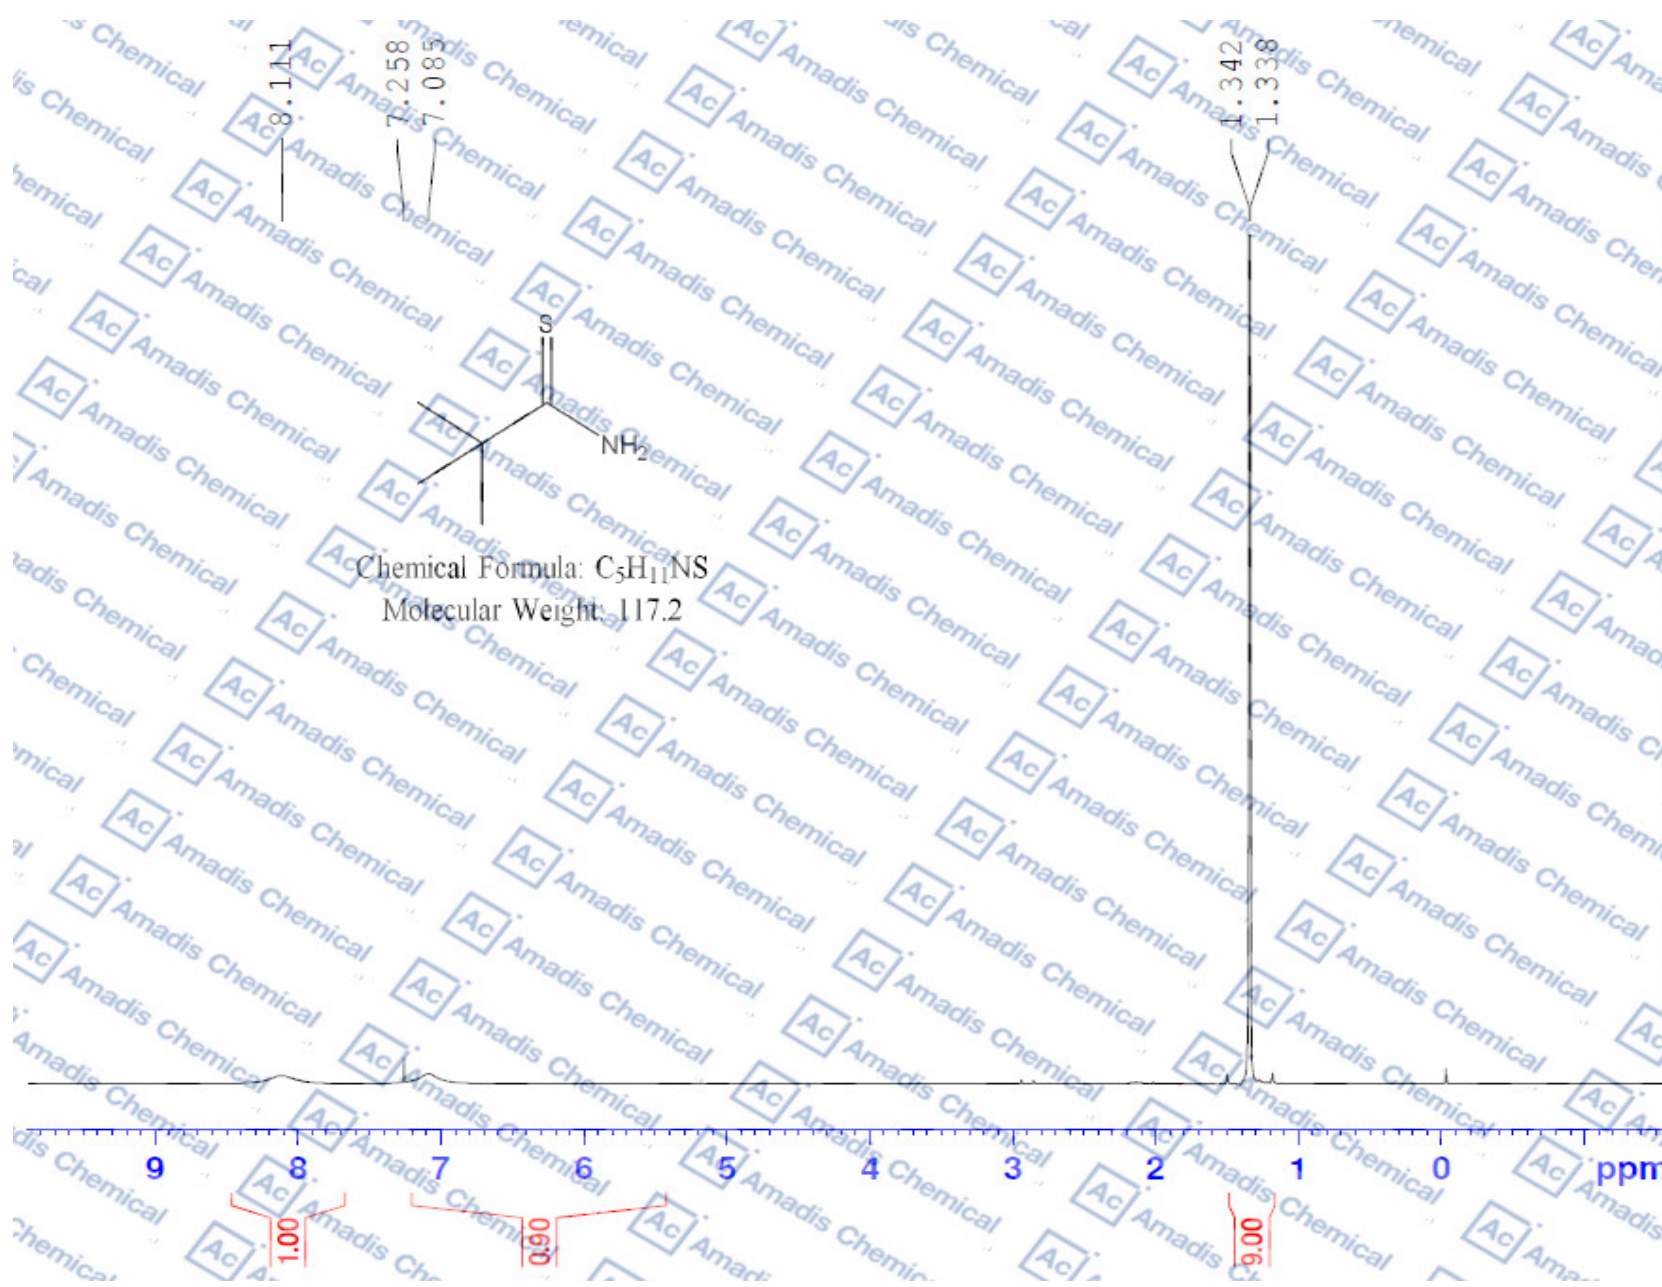 8.111
7.258
7.085
1.342
1.338
S
NH2
Chemical Formula: C5H11NS
Molecular Weight: 117.2
9 8 7 6 5 4 3 2 1 0 ppm
1.00 0.90 9.00
Ac Amadis Chemical